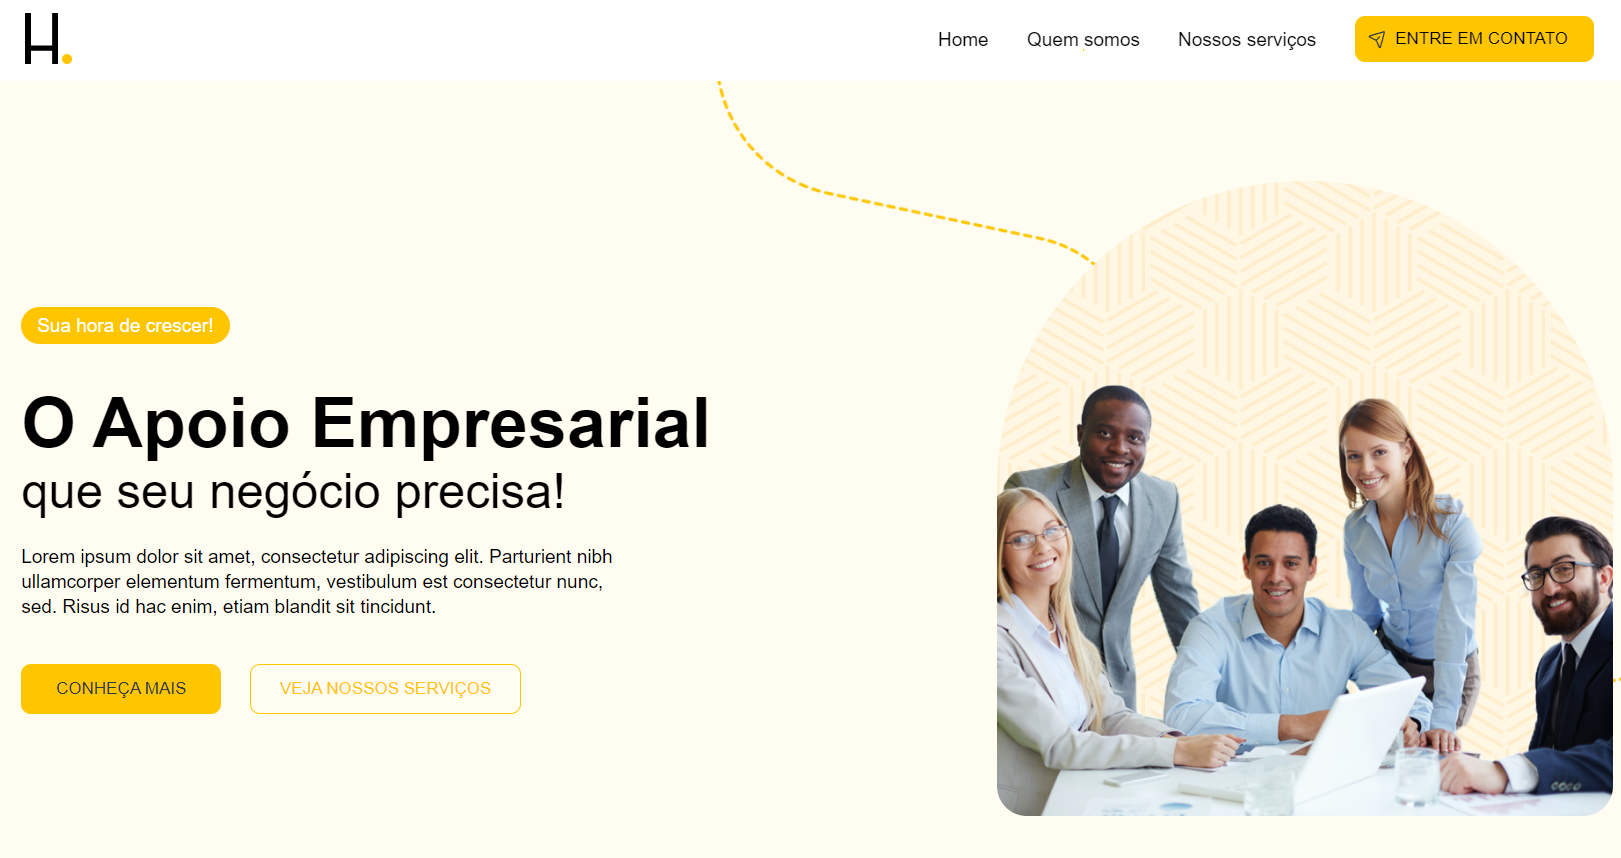 H.
Home
Quem somos
Nossos serviços
ENTRE EM CONTATO
Sua hora de crescer!
O Apoio Empresarial
que seu negócio precisa!
Lorem ipsum dolor sit amet, consectetur adipiscing elit. Parturient nibh
ullamcorper elementum fermentum, vestibulum est consectetur nunc,
sed. Risus id hac enim, etiam blandit sit tincidunt.
CONHEÇA MAIS
VEJA NOSSOS SERVIÇOS